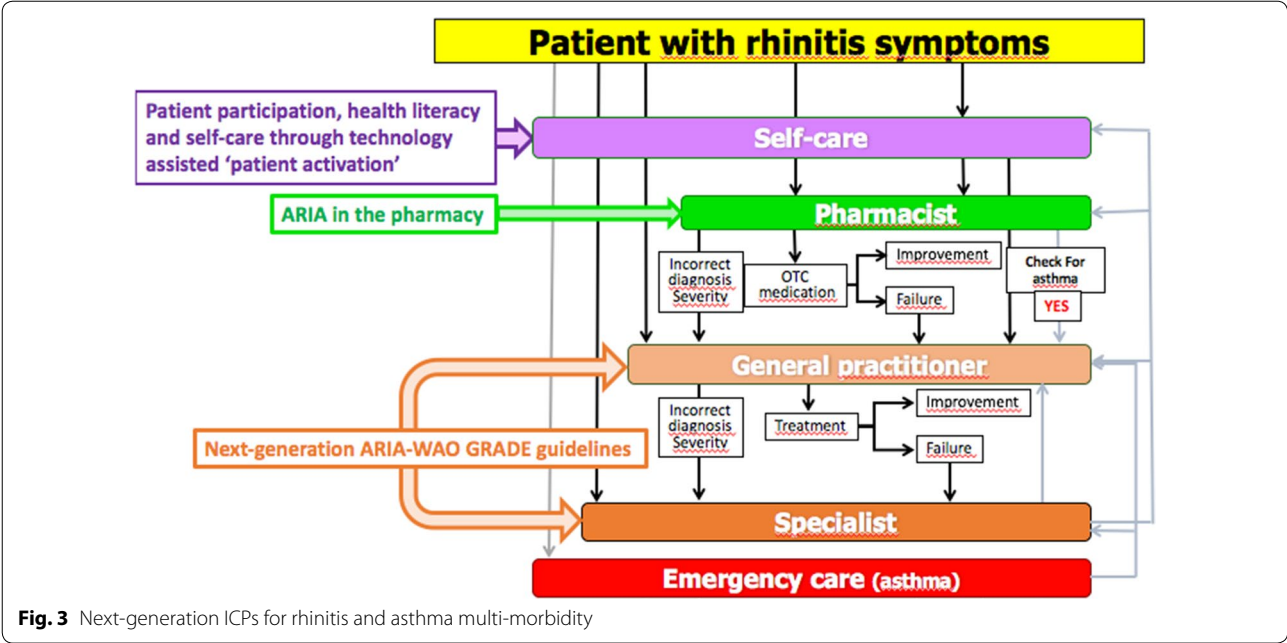 Patient with rhinitis symptoms
Patient participation, health literacy
and self-care through technology
assisted ‘patient activation’
Self-care
ARIA in the pharmacy
Pharmacist
Incorrect
diagnosis
Severity
OTC
medication
Improvement
Failure
Check For
asthma
YES
General practitioner
Incorrect
diagnosis
Severity
Treatment
Improvement
Failure
Next-generation ARIA-WAO GRADE guidelines
Specialist
Emergency care (asthma)
Fig. 3 Next-generation ICPs for rhinitis and asthma multi-morbidity